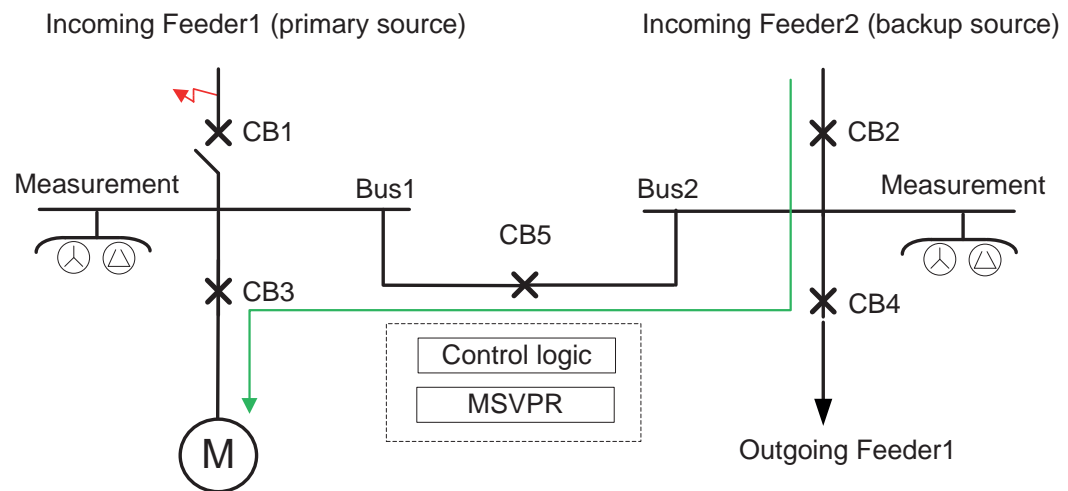 Incoming Feeder1 (primary source)
Incoming Feeder2 (backup source)
CB1
CB2
Measurement
Bus1
Bus2
Measurement
CB5
CB3
CB4
Control logic
MSVPR
M
Outgoing Feeder1